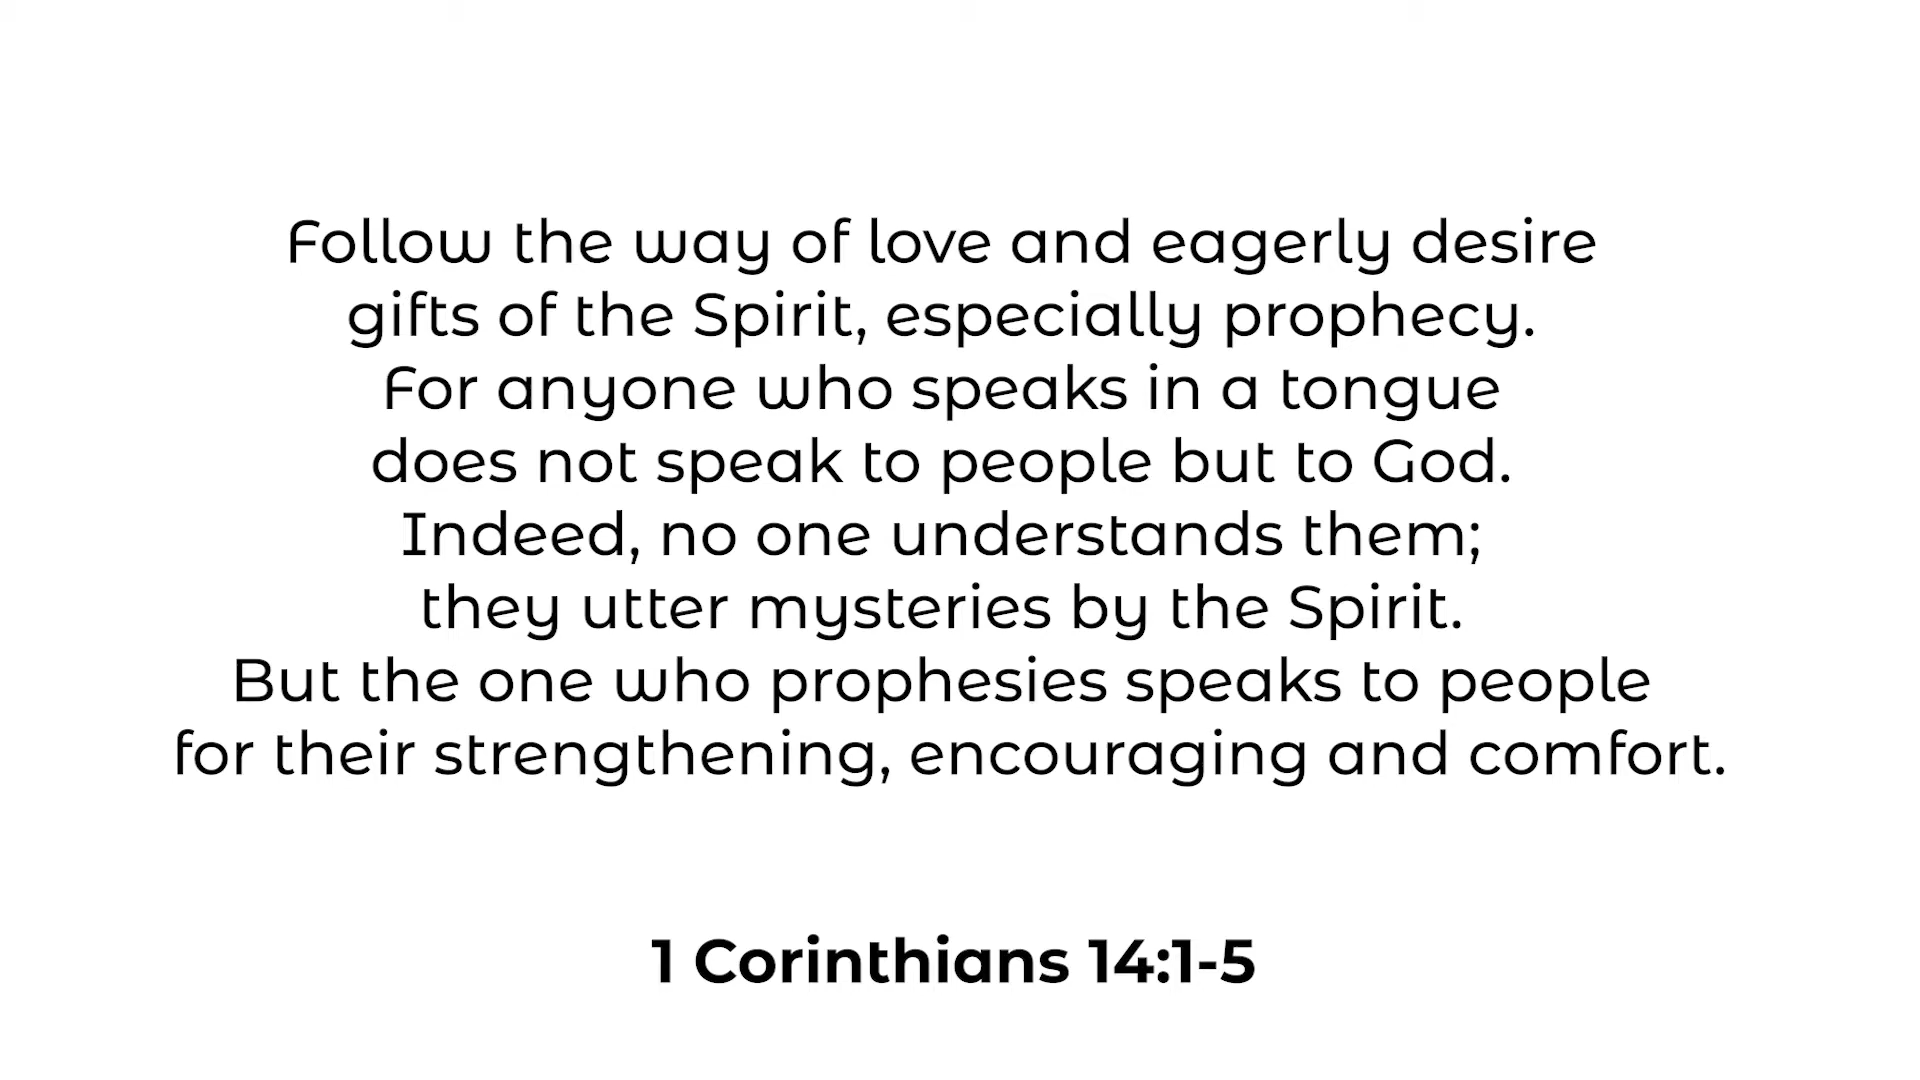 Follow the way of love and eagerly desire
gifts of the Spirit, especially prophecy.
For anyone who speaks in a tongue
does not speak to people but to God.
Indeed, no one understands them;
they utter mysteries by the Spirit.
But the one who prophesies speaks to people
for their strengthening, encouraging and comfort.
1 Corinthians 14:1-5